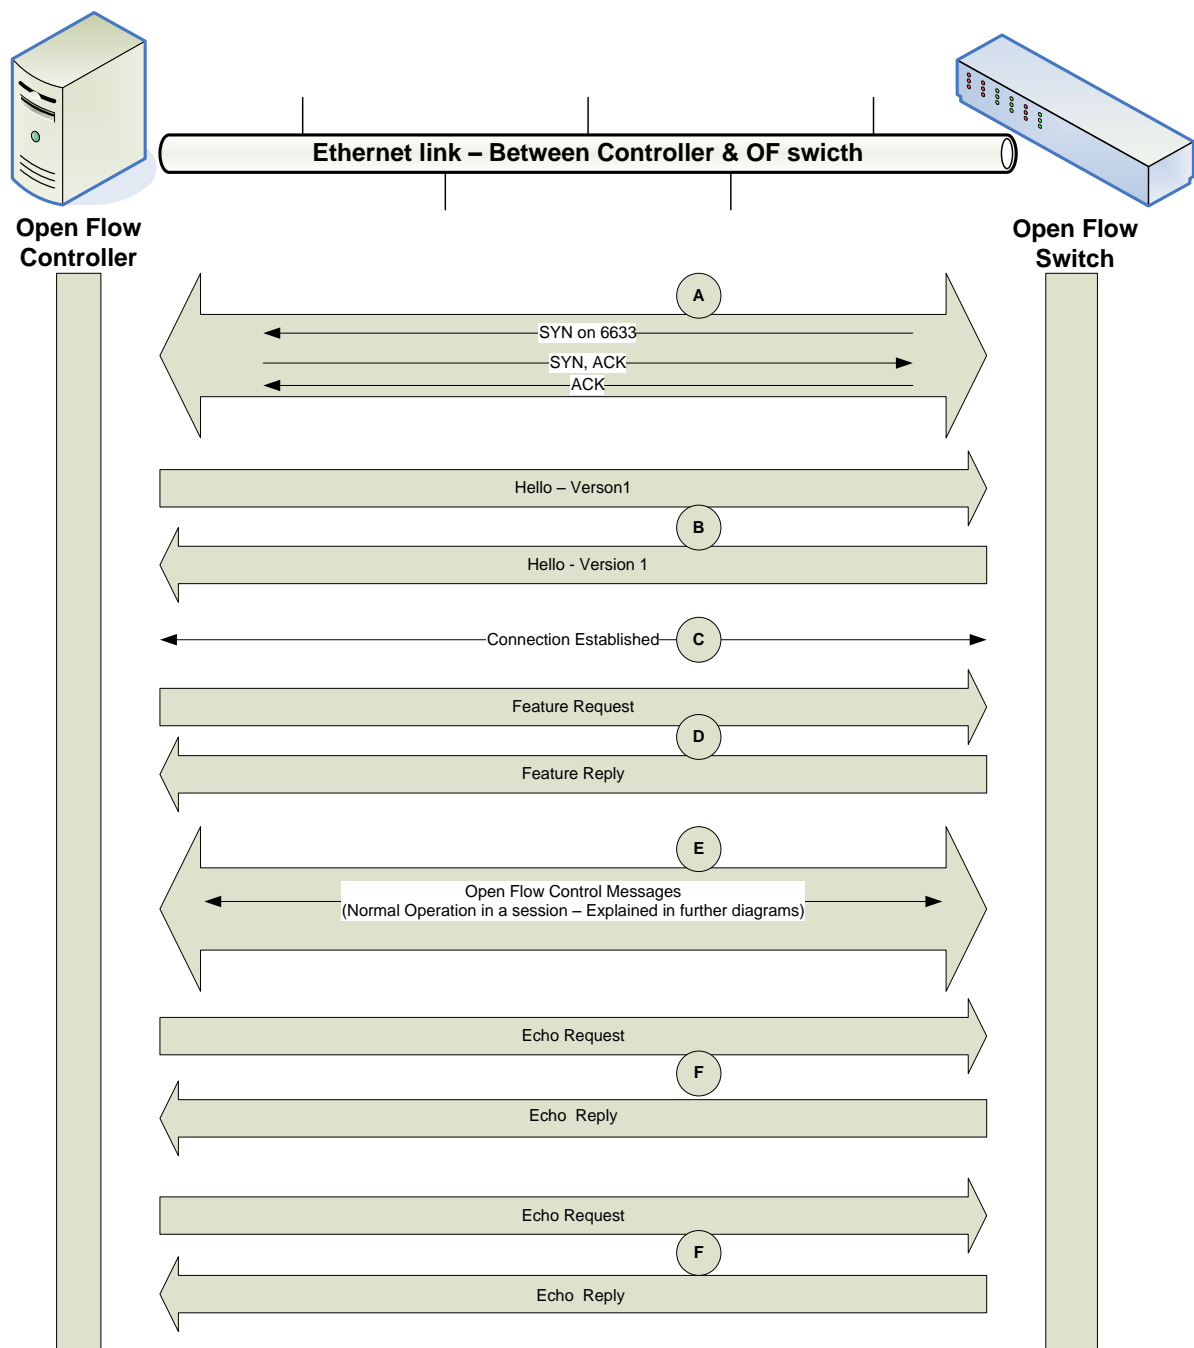 Ethernet link – Between Controller & OF swicth
Open Flow
Controller
Open Flow
Switch
A
SYN on 6633
SYN, ACK
ACK
Hello – Verson1
B
Hello - Version 1
Connection Established
C
Feature Request
D
Feature Reply
E
Open Flow Control Messages
(Normal Operation in a session – Explained in further diagrams)
Echo Request
F
Echo Reply
Echo Request
F
Echo Reply